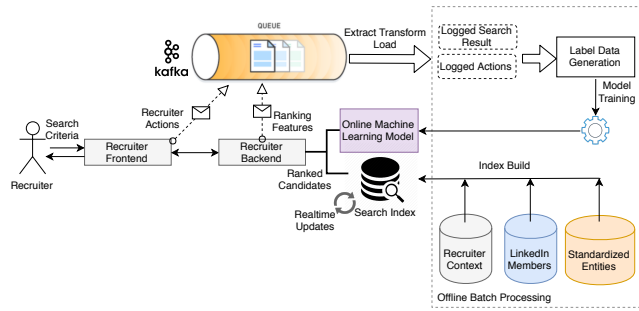 QUEUE
kafka
Extract Transform
Load
Logged Search
Result
Logged Actions
Label Data
Generation
Model
Training
Recruiter
Actions
Ranking
Features
Search
Criteria
Recruiter
Recruiter
Frontend
Recruiter
Backend
Online Machine
Learning Model
Ranked
Candidates
Search Index
Realtime
Updates
Index Build
Recruiter
Context
LinkedIn
Members
Standardized
Entities
Offline Batch Processing